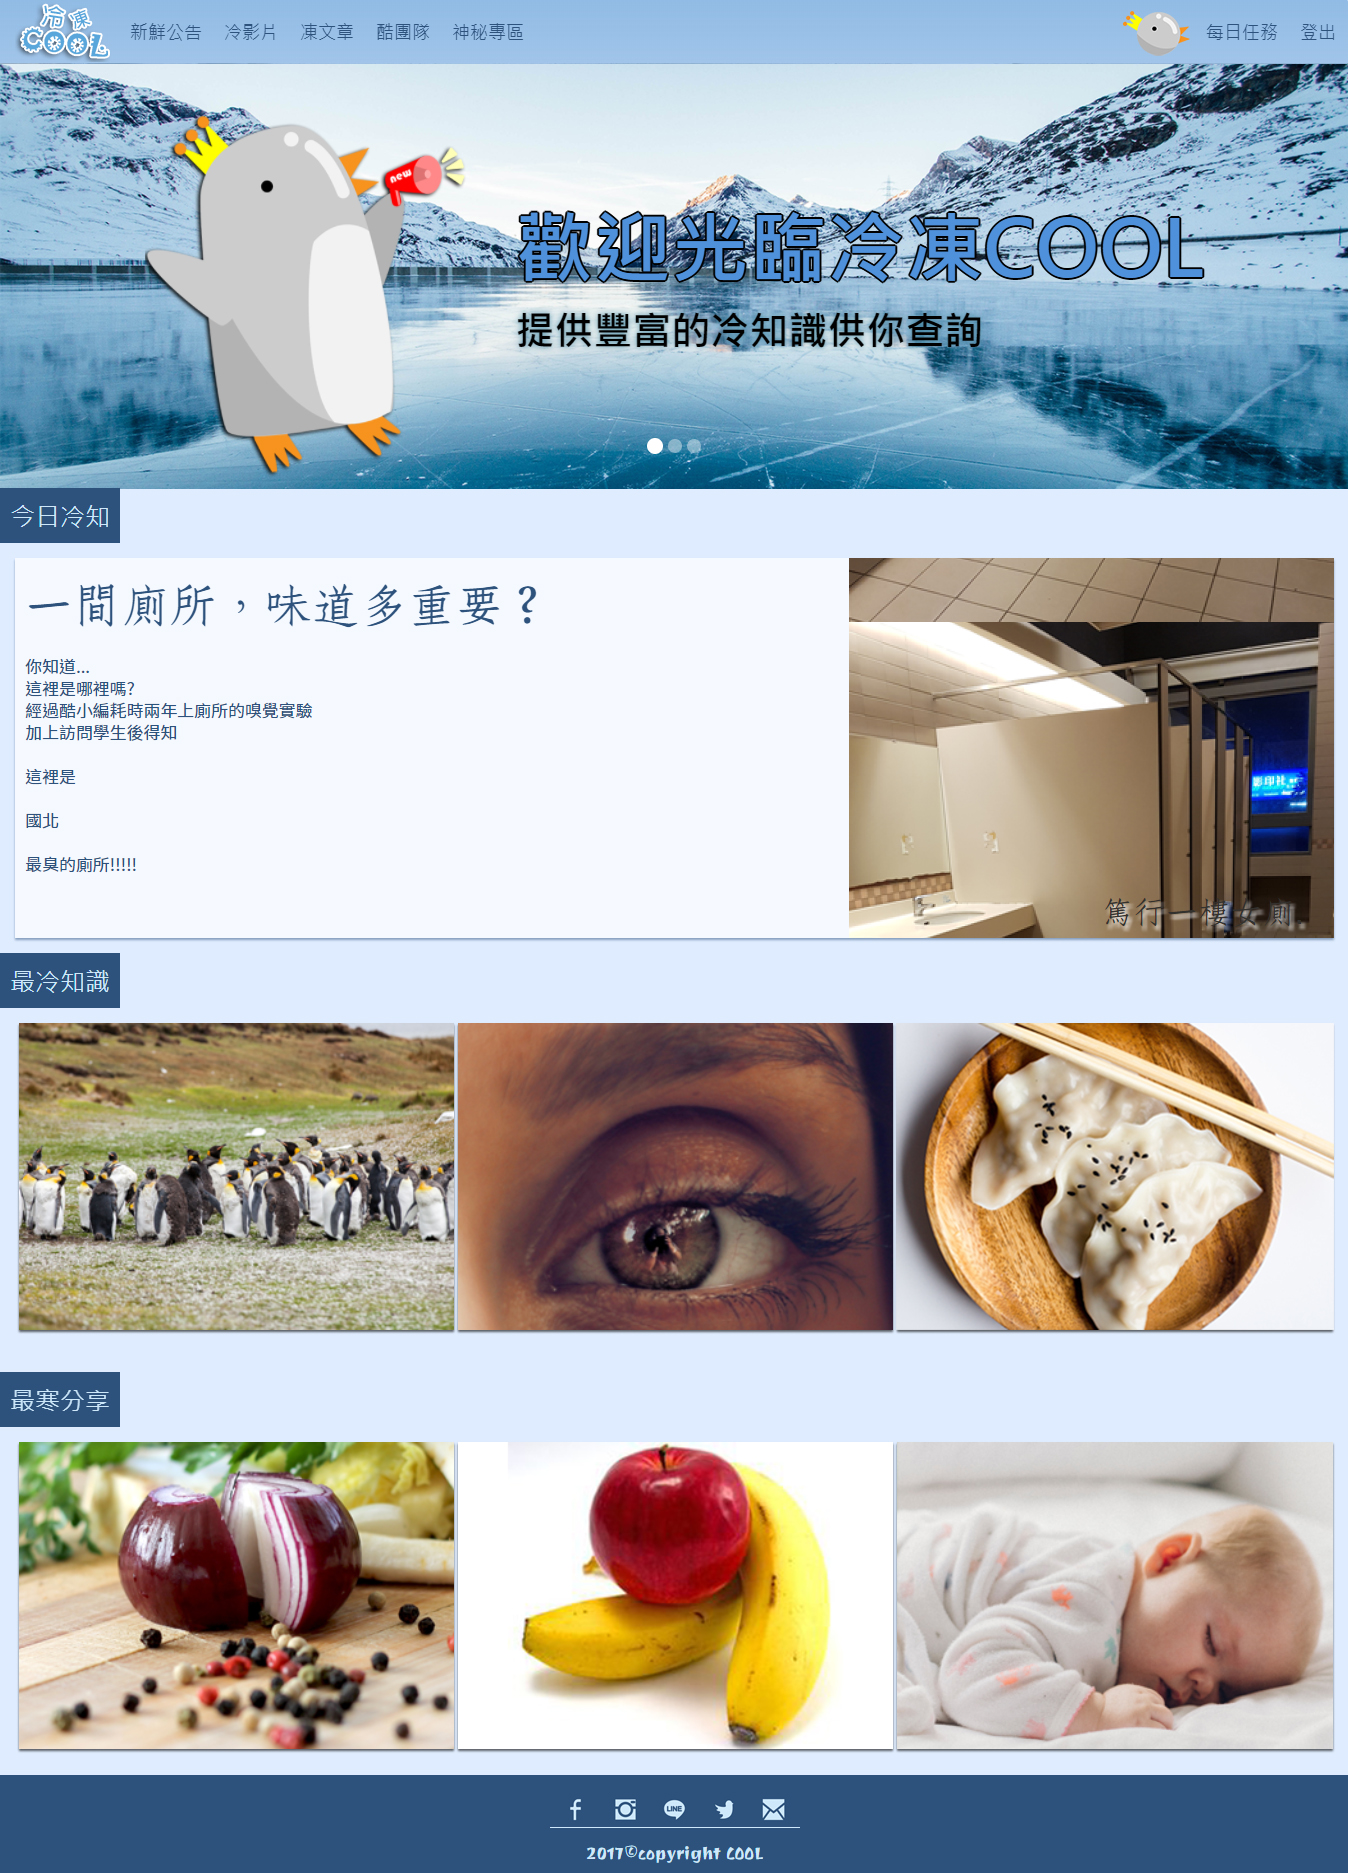 冷凍
COOL
新鮮公告 冷影片 凍文章 酷團隊 神秘專區 每日任務 登出
new
歡迎光臨冷凍COOL
提供豐富的冷知識供你查詢
今日冷知
一間廁所，味道多重要？
你知道...
這裡是哪裡嗎?
經過酷小編耗時兩年上廁所的嗅覺實驗
加上訪問學生後得知
這裡是
國北
最臭的廁所!!!!!
影印社
篤行一樓女廁.
最冷知識
最寒分享
LINE
2017©copyright COOL